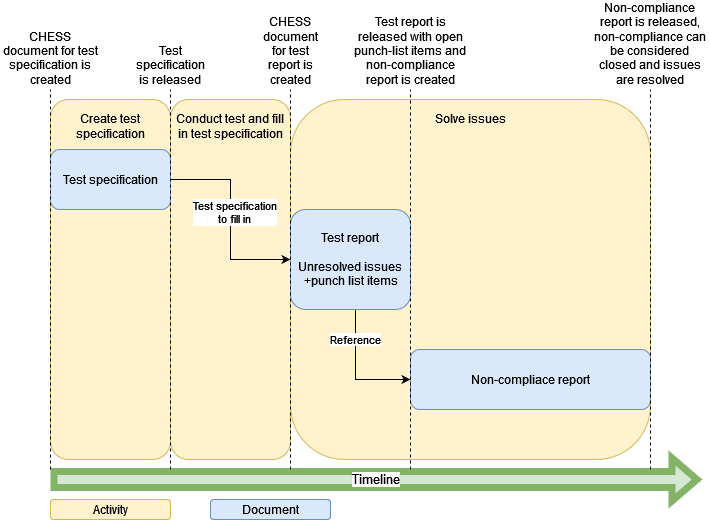 CHESS
document for test
specification is
created
Test
specification
is released
CHESS
document
for test
report is
created
Test report is
released with open
punch-list items and
non-compliance
report is created
Non-compliance
report is released,
non-compliance can
be considered
closed and issues
are resolved
Create test
specification
Conduct test and fill
in test specification
Solve issues
Test specification
Test specification
to fill in
Test report
Unresolved issues
+punch list items
Reference
Non-compliace report
Timeline
Activity
Document